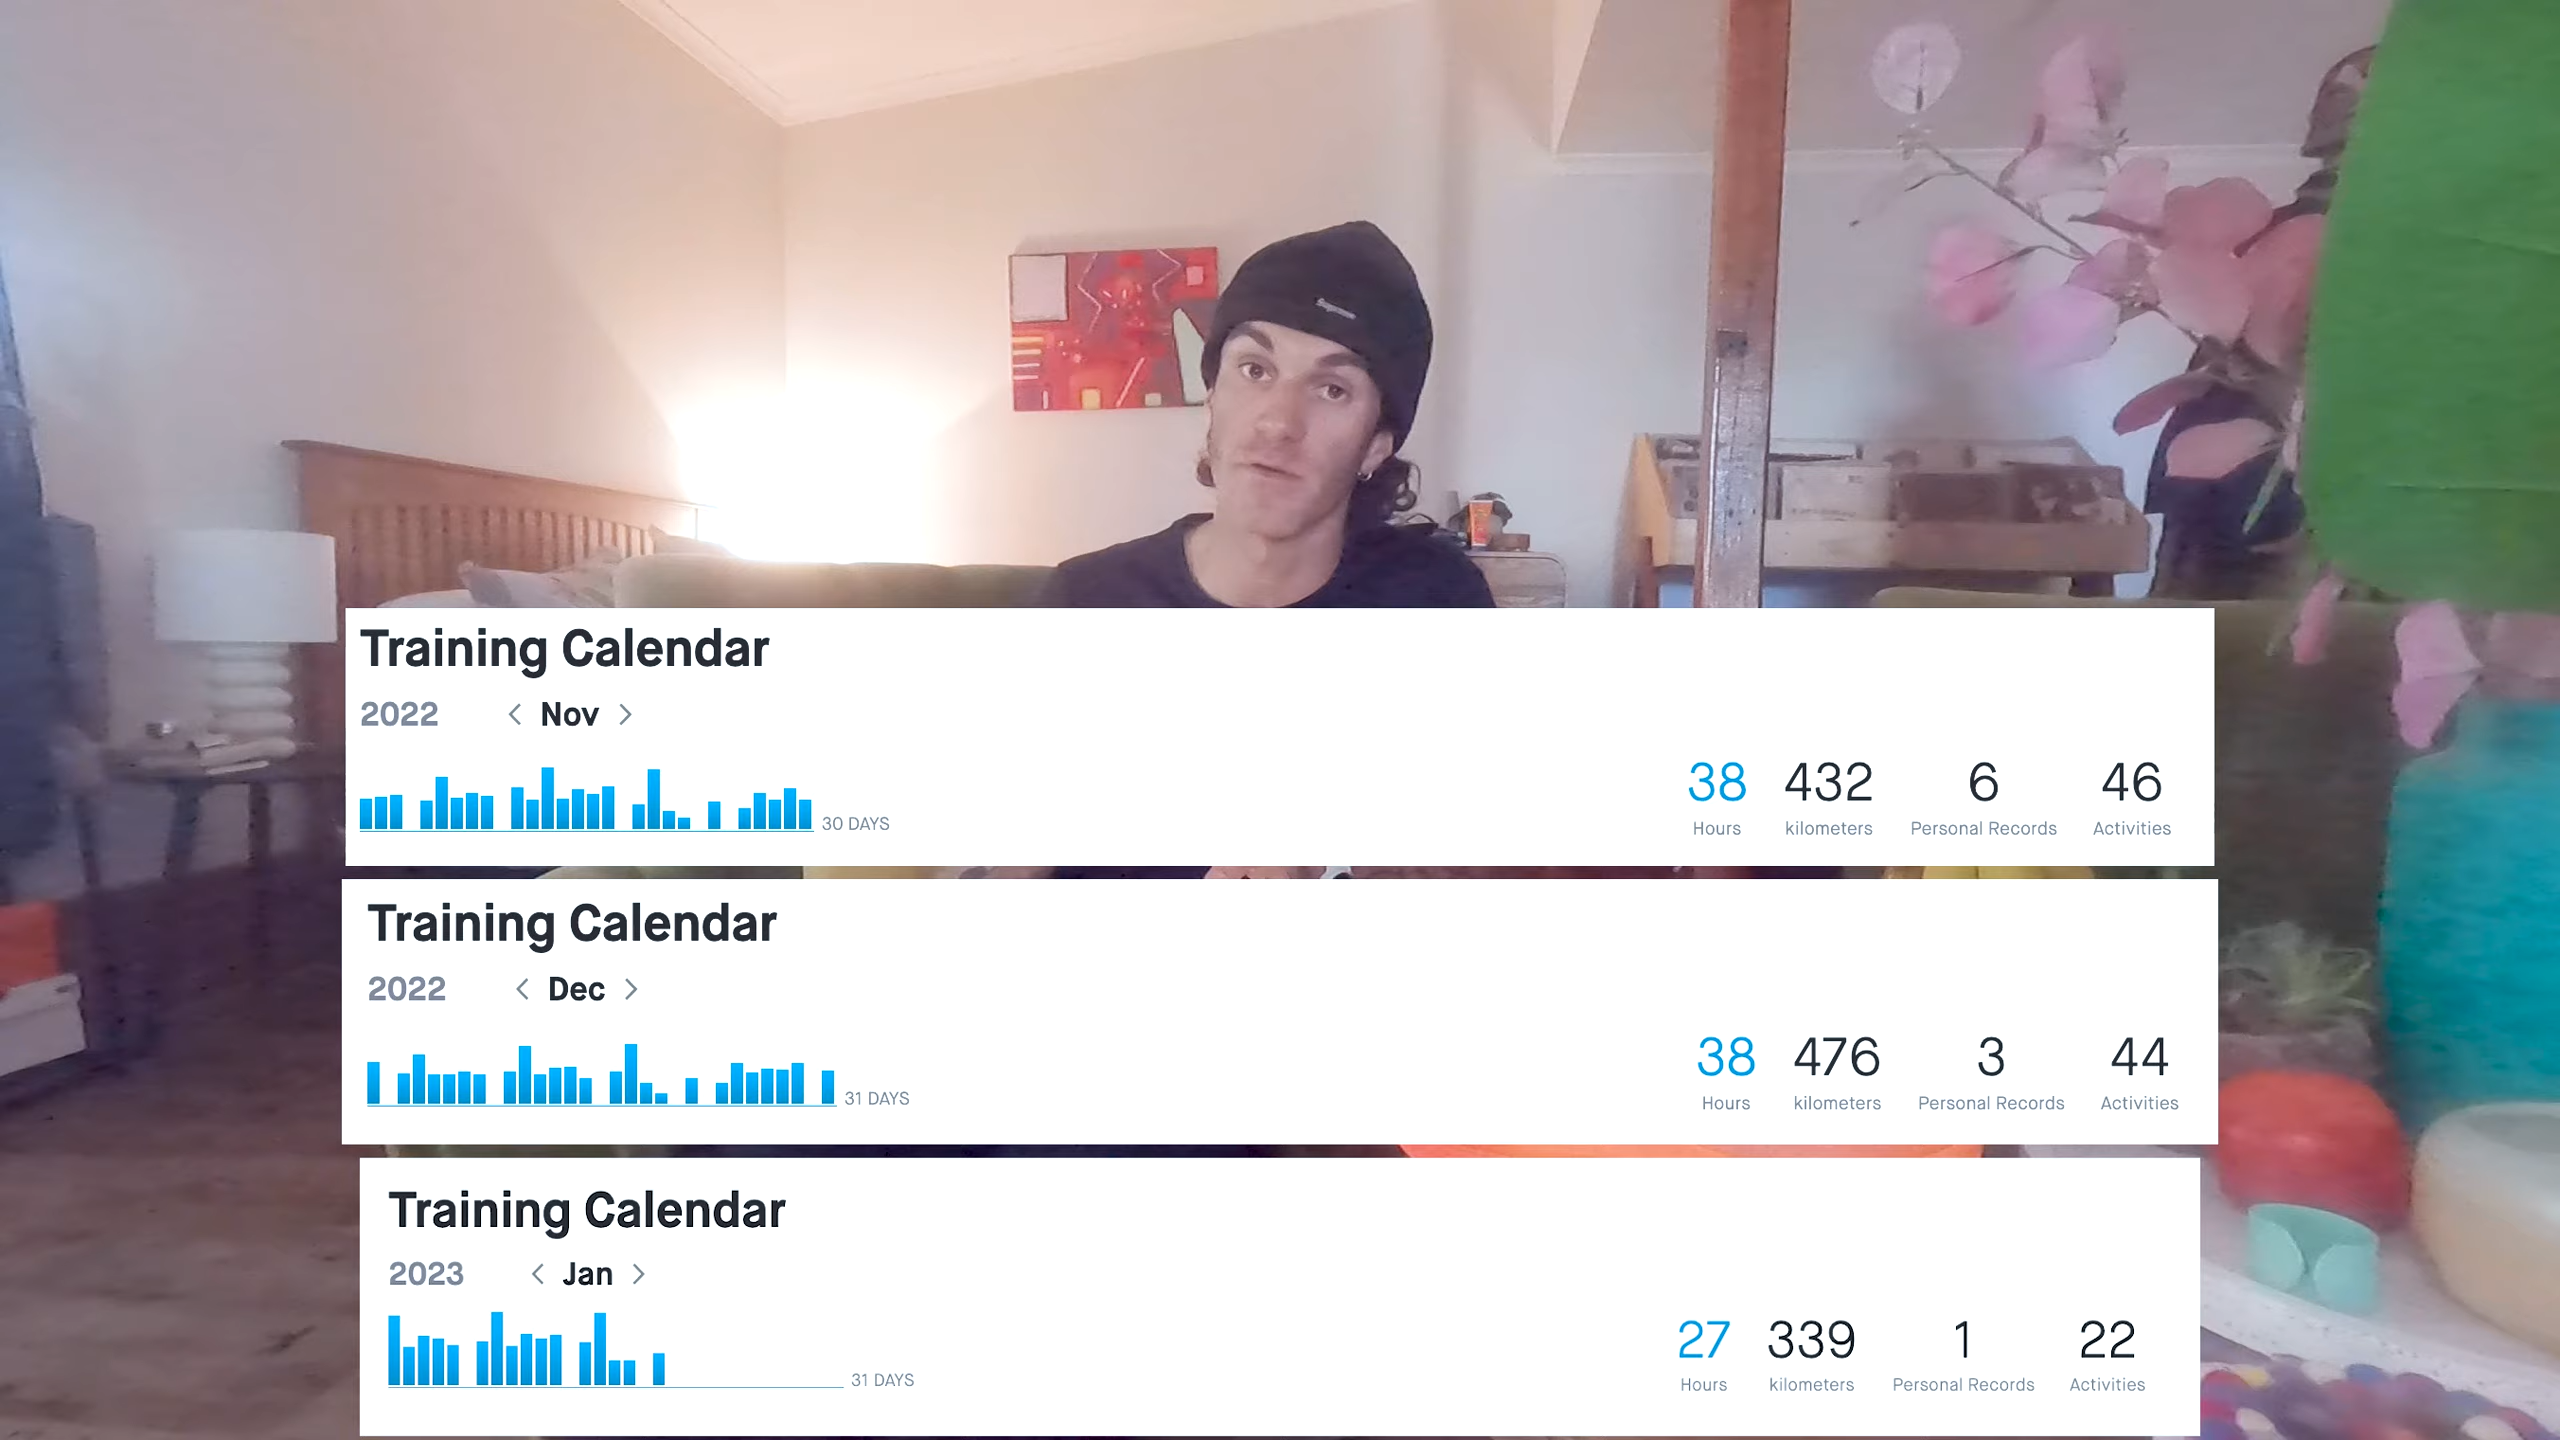 Supreme
Training Calendar
2022 < Nov >
30 DAYS
38 432 6 46
Hours kilometers Personal Records Activities
Training Calendar
2022 < Dec >
31 DAYS
38 476 3 44
Hours kilometers Personal Records Activities
Training Calendar
2023 < Jan >
31 DAYS
27 339 1 22
Hours kilometers Personal Records Activities